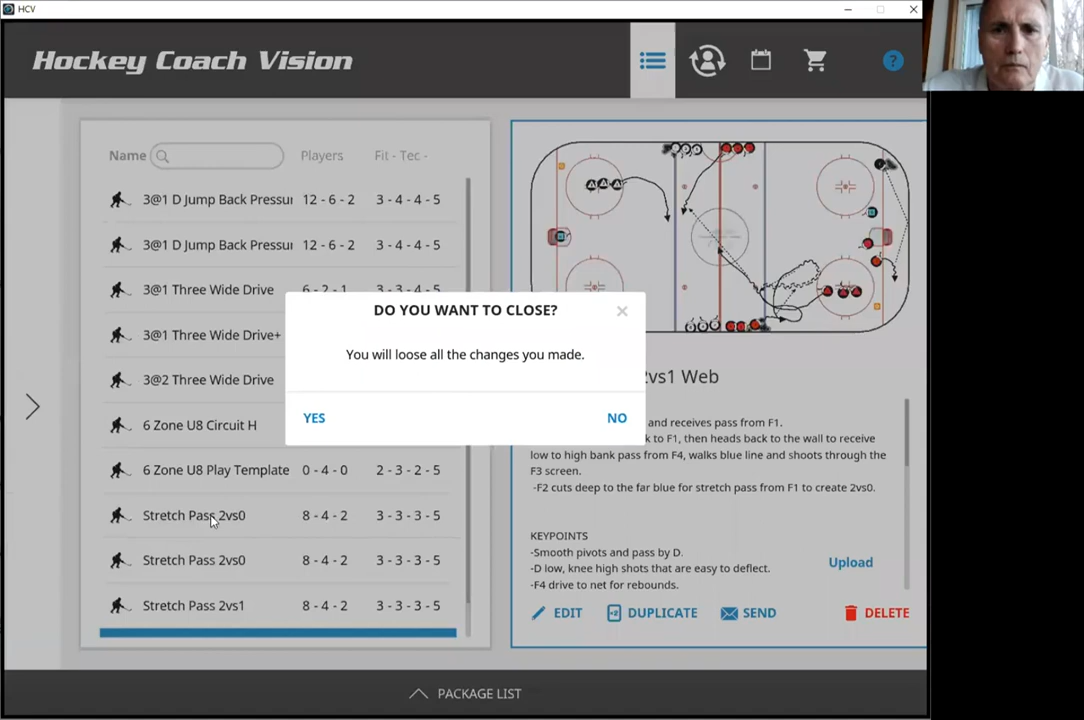 HCV
Hockey Coach Vision
?
Name
Players
Fit - Tec -
3@1 D Jump Back Pressur 12 - 6 - 2 3 - 4 - 4 - 5
3@1 D Jump Back Pressur 12 - 6 - 2 3 - 4 - 4 - 5
3@1 Three Wide Drive 6 - 2 - 1 3 - 3 - 4 - 5
3@1 Three Wide Drive+
3@2 Three Wide Drive
6 Zone U8 Circuit H
6 Zone U8 Play Template 0 - 4 - 0 2 - 3 - 2 - 5
Stretch Pass 2vs0 8 - 4 - 2 3 - 3 - 3 - 5
Stretch Pass 2vs0 8 - 4 - 2 3 - 3 - 3 - 5
Stretch Pass 2vs1 8 - 4 - 2 3 - 3 - 3 - 5
DO YOU WANT TO CLOSE?
You will loose all the changes you made.
YES
NO
2vs1 Web
and receives pass from F1.
k to F1, then heads back to the wall to receive
low to high bank pass from F4, walks blue line and shoots through the
F3 screen.
-F2 cuts deep to the far blue for stretch pass from F1 to create 2vs0.
KEYPOINTS
-Smooth pivots and pass by D.
-D low, knee high shots that are easy to deflect.
-F4 drive to net for rebounds.
Upload
EDIT
DUPLICATE
SEND
DELETE
PACKAGE LIST